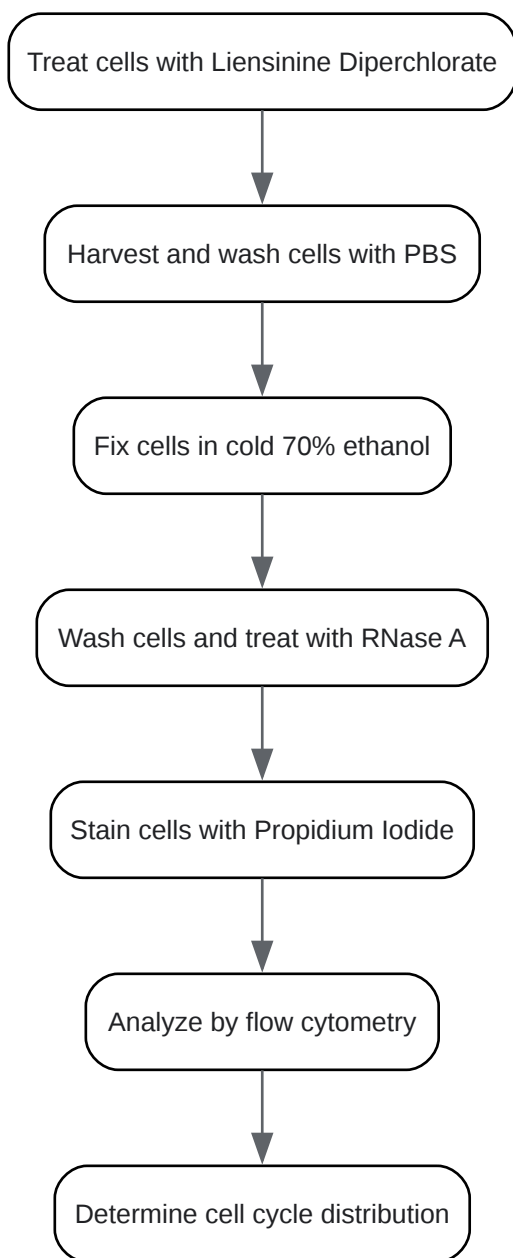 Treat cells with Liensinine Diperchlorate
Harvest and wash cells with PBS
Fix cells in cold 70% ethanol
Wash cells and treat with RNase A
Stain cells with Propidium Iodide
Analyze by flow cytometry
Determine cell cycle distribution